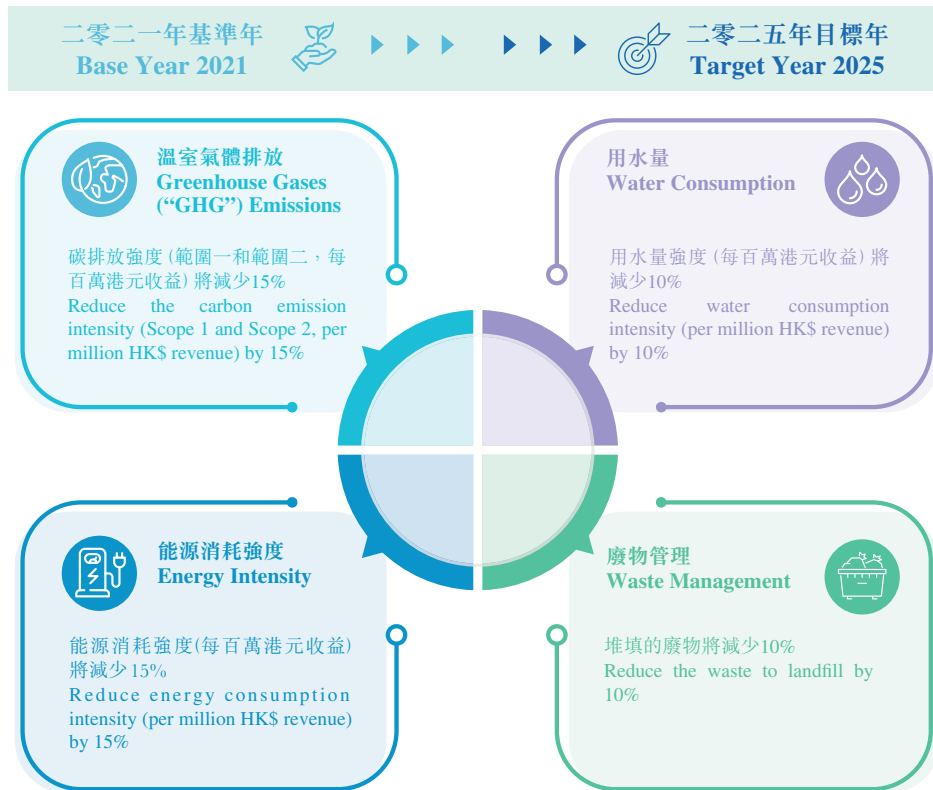 二零二一年基準年
Base Year 2021
二零二五年目標年
Target Year 2025
溫室氣體排放
Greenhouse Gases
(“GHG”) Emissions
碳排放強度 (範圍一和範圍二，每
百萬港元收益) 將減少15%
Reduce the carbon emission
intensity (Scope 1 and Scope 2, per
million HK$ revenue) by 15%
用水量
Water Consumption
用水量強度 (每百萬港元收益) 將
減少10%
Reduce water consumption
intensity (per million HK$ revenue)
by 10%
能源消耗強度
Energy Intensity
能源消耗強度(每百萬港元收益)
將減少15%
Reduce energy consumption
intensity (per million HK$ revenue)
by 15%
廢物管理
Waste Management
堆填的廢物將減少10%
Reduce the waste to landfill by
10%